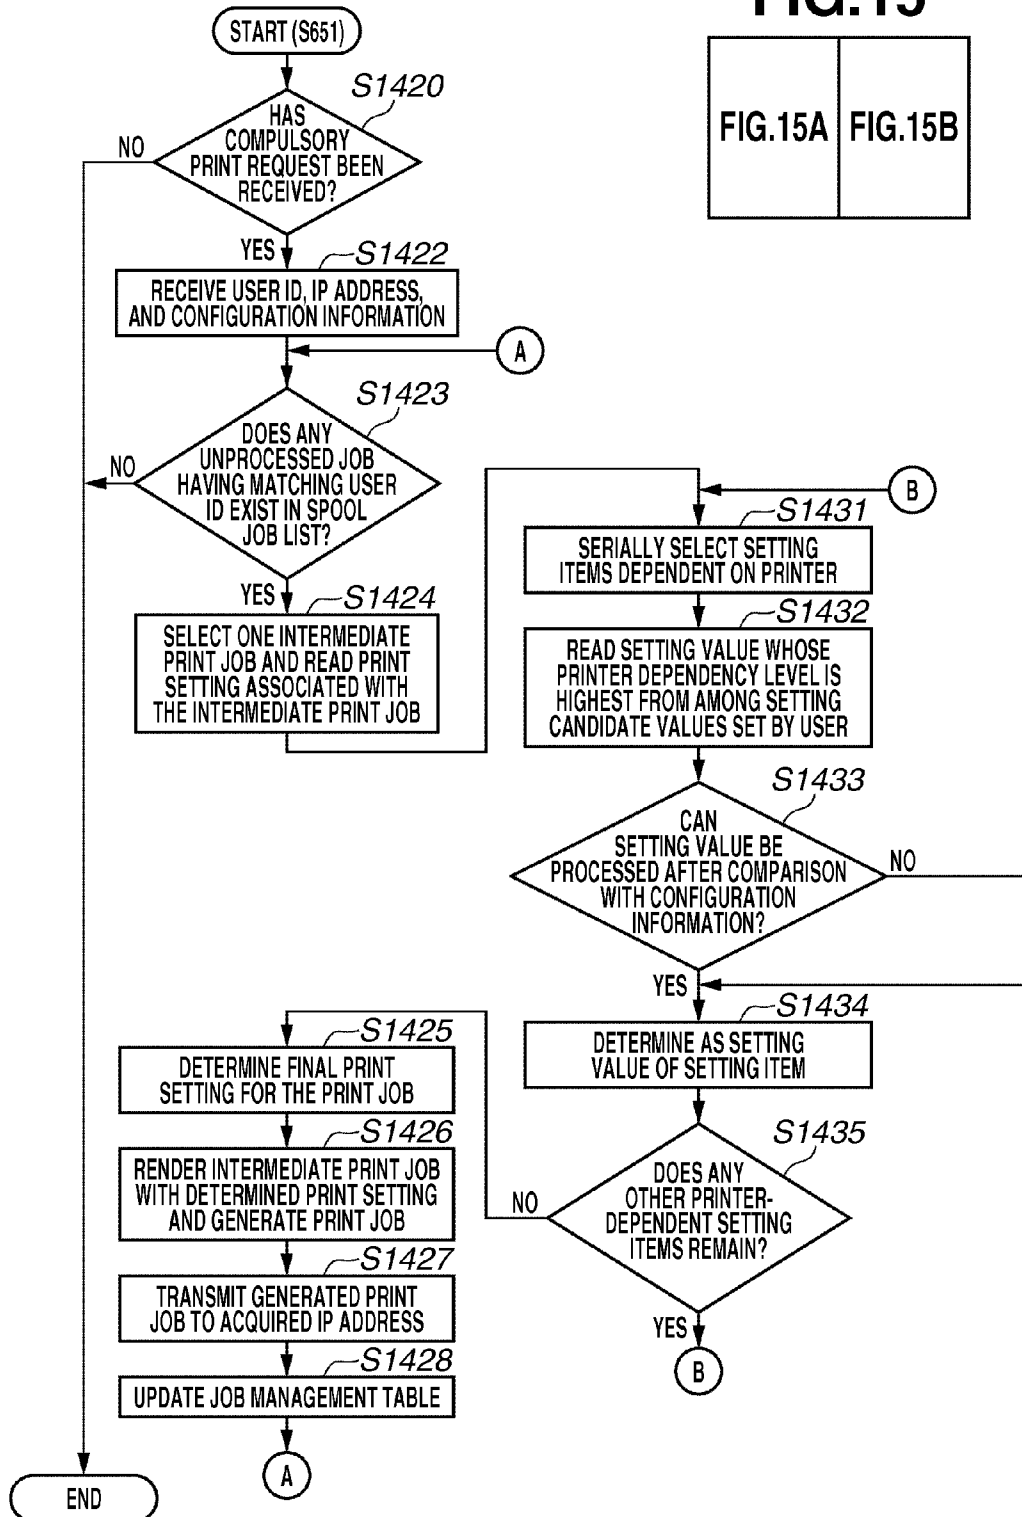 FIG.15
FIG.15A FIG.15B
START (S651)
S1420
HAS
COMPULSORY
PRINT REQUEST BEEN
RECEIVED?
NO
YES
S1422
RECEIVE USER ID, IP ADDRESS,
AND CONFIGURATION INFORMATION
A
S1423
DOES ANY
UNPROCESSED JOB
HAVING MATCHING USER
ID EXIST IN SPOOL
JOB LIST?
NO
YES
S1424
SELECT ONE INTERMEDIATE
PRINT JOB AND READ PRINT
SETTING ASSOCIATED WITH
THE INTERMEDIATE PRINT JOB
B
S1431
SERIALLY SELECT SETTING
ITEMS DEPENDENT ON PRINTER
S1432
READ SETTING VALUE WHOSE
PRINTER DEPENDENCY LEVEL IS
HIGHEST FROM AMONG SETTING
CANDIDATE VALUES SET BY USER
S1433
CAN
SETTING VALUE BE
PROCESSED AFTER COMPARISON
WITH CONFIGURATION
INFORMATION?
NO
YES
S1434
DETERMINE AS SETTING
VALUE OF SETTING ITEM
S1435
DOES ANY
OTHER PRINTER-
DEPENDENT SETTING
ITEMS REMAIN?
NO
YES
B
S1425
DETERMINE FINAL PRINT
SETTING FOR THE PRINT JOB
S1426
RENDER INTERMEDIATE PRINT JOB
WITH DETERMINED PRINT SETTING
AND GENERATE PRINT JOB
S1427
TRANSMIT GENERATED PRINT
JOB TO ACQUIRED IP ADDRESS
S1428
UPDATE JOB MANAGEMENT TABLE
A
END